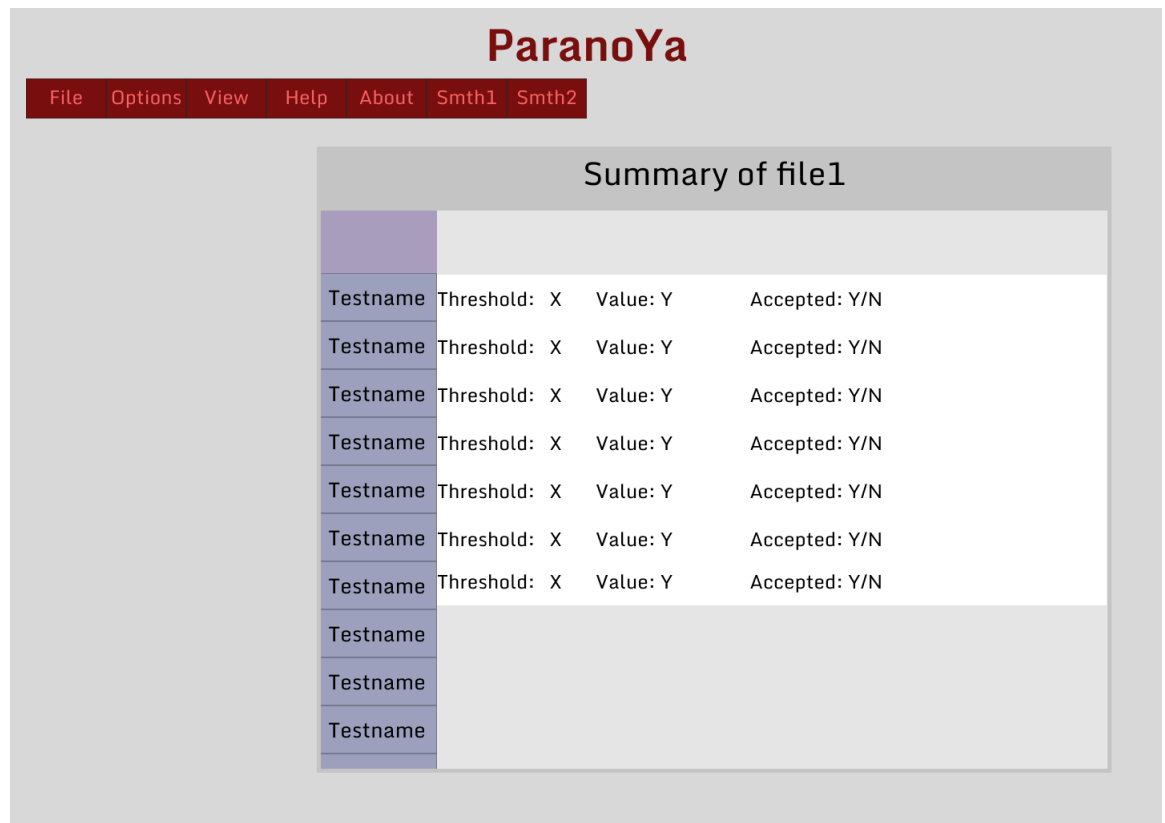 ParanoYa
File Options View Help About Smth1 Smth2
Summary of file1
Testname Threshold: X Value: Y Accepted: Y/N
Testname Threshold: X Value: Y Accepted: Y/N
Testname Threshold: X Value: Y Accepted: Y/N
Testname Threshold: X Value: Y Accepted: Y/N
Testname Threshold: X Value: Y Accepted: Y/N
Testname Threshold: X Value: Y Accepted: Y/N
Testname Threshold: X Value: Y Accepted: Y/N
Testname
Testname
Testname